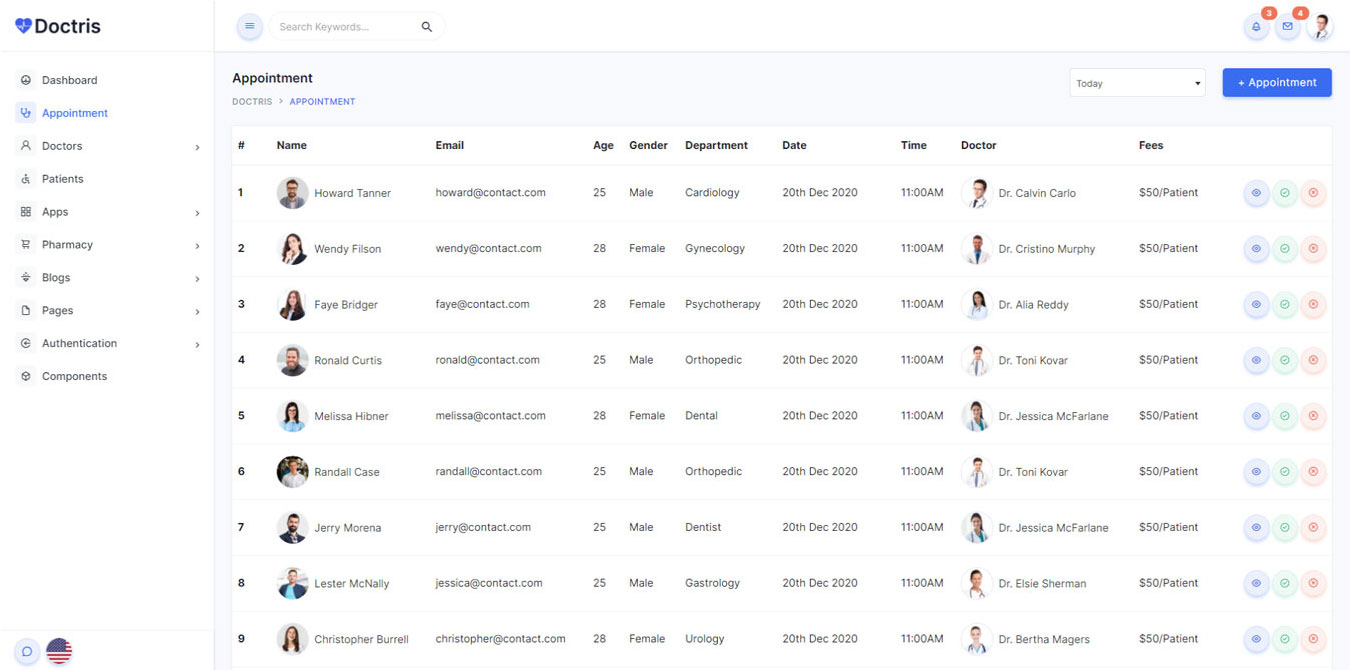 Doctris
Search Keywords...
3
4
Dashboard
Appointment
Doctors
Patients
Apps
Pharmacy
Blogs
Pages
Authentication
Components
Appointment
DOCTRIS > APPOINTMENT
Today
+ Appointment
# Name Email Age Gender Department Date Time Doctor Fees
1 Howard Tanner howard@contact.com 25 Male Cardiology 20th Dec 2020 11:00AM Dr. Calvin Carlo $50/Patient
2 Wendy Filson wendy@contact.com 28 Female Gynecology 20th Dec 2020 11:00AM Dr. Cristino Murphy $50/Patient
3 Faye Bridger faye@contact.com 28 Female Psychotherapy 20th Dec 2020 11:00AM Dr. Alia Reddy $50/Patient
4 Ronald Curtis ronald@contact.com 25 Male Orthopedic 20th Dec 2020 11:00AM Dr. Toni Kovar $50/Patient
5 Melissa Hibner melissa@contact.com 28 Female Dental 20th Dec 2020 11:00AM Dr. Jessica McFarlane $50/Patient
6 Randall Case randall@contact.com 25 Male Orthopedic 20th Dec 2020 11:00AM Dr. Toni Kovar $50/Patient
7 Jerry Morena jerry@contact.com 25 Male Dentist 20th Dec 2020 11:00AM Dr. Jessica McFarlane $50/Patient
8 Lester McNally jessica@contact.com 25 Male Gastrology 20th Dec 2020 11:00AM Dr. Elsie Sherman $50/Patient
9 Christopher Burrell christopher@contact.com 28 Female Urology 20th Dec 2020 11:00AM Dr. Bertha Magers $50/Patient